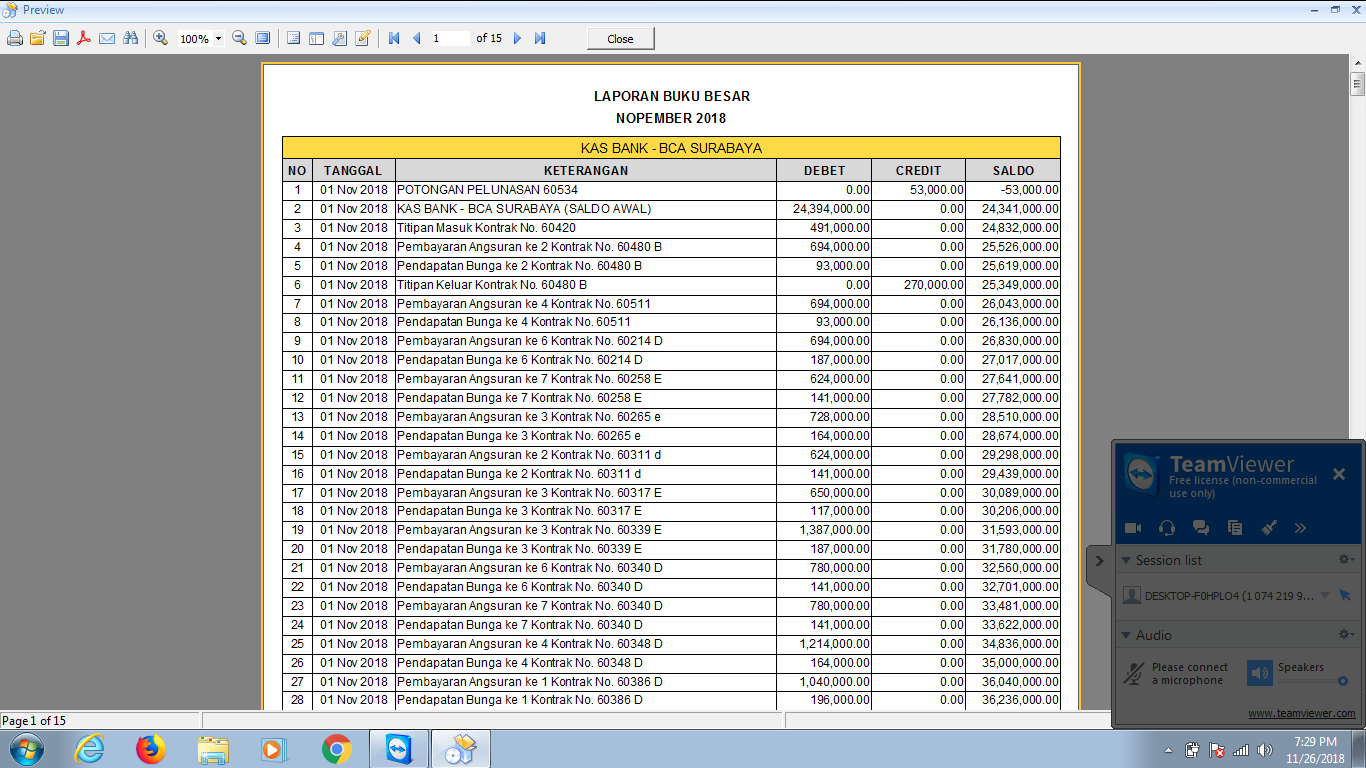 Preview
100%
1 of 15
Close
LAPORAN BUKU BESAR
NOPEMBER 2018
KAS BANK - BCA SURABAYA
NO TANGGAL KETERANGAN DEBET CREDIT SALDO
1 01 Nov 2018 POTONGAN PELUNASAN 60534 0.00 53,000.00 -53,000.00
2 01 Nov 2018 KAS BANK - BCA SURABAYA (SALDO AWAL) 24,394,000.00 0.00 24,341,000.00
3 01 Nov 2018 Titipan Masuk Kontrak No. 60420 491,000.00 0.00 24,832,000.00
4 01 Nov 2018 Pembayaran Angsuran ke 2 Kontrak No. 60480 B 694,000.00 0.00 25,526,000.00
5 01 Nov 2018 Pendapatan Bunga ke 2 Kontrak No. 60480 B 93,000.00 0.00 25,619,000.00
6 01 Nov 2018 Titipan Keluar Kontrak No. 60480 B 0.00 270,000.00 25,349,000.00
7 01 Nov 2018 Pembayaran Angsuran ke 4 Kontrak No. 60511 694,000.00 0.00 26,043,000.00
8 01 Nov 2018 Pendapatan Bunga ke 4 Kontrak No. 60511 93,000.00 0.00 26,136,000.00
9 01 Nov 2018 Pembayaran Angsuran ke 6 Kontrak No. 60214 D 694,000.00 0.00 26,830,000.00
10 01 Nov 2018 Pendapatan Bunga ke 6 Kontrak No. 60214 D 187,000.00 0.00 27,017,000.00
11 01 Nov 2018 Pembayaran Angsuran ke 7 Kontrak No. 60258 E 624,000.00 0.00 27,641,000.00
12 01 Nov 2018 Pendapatan Bunga ke 7 Kontrak No. 60258 E 141,000.00 0.00 27,782,000.00
13 01 Nov 2018 Pembayaran Angsuran ke 3 Kontrak No. 60265 e 728,000.00 0.00 28,510,000.00
14 01 Nov 2018 Pendapatan Bunga ke 3 Kontrak No. 60265 e 164,000.00 0.00 28,674,000.00
15 01 Nov 2018 Pembayaran Angsuran ke 2 Kontrak No. 60311 d 624,000.00 0.00 29,298,000.00
16 01 Nov 2018 Pendapatan Bunga ke 2 Kontrak No. 60311 d 141,000.00 0.00 29,439,000.00
17 01 Nov 2018 Pembayaran Angsuran ke 3 Kontrak No. 60317 E 650,000.00 0.00 30,089,000.00
18 01 Nov 2018 Pendapatan Bunga ke 3 Kontrak No. 60317 E 117,000.00 0.00 30,206,000.00
19 01 Nov 2018 Pembayaran Angsuran ke 3 Kontrak No. 60339 E 1,387,000.00 0.00 31,593,000.00
20 01 Nov 2018 Pendapatan Bunga ke 3 Kontrak No. 60339 E 187,000.00 0.00 31,780,000.00
21 01 Nov 2018 Pembayaran Angsuran ke 6 Kontrak No. 60340 D 780,000.00 0.00 32,560,000.00
22 01 Nov 2018 Pendapatan Bunga ke 6 Kontrak No. 60340 D 141,000.00 0.00 32,701,000.00
23 01 Nov 2018 Pembayaran Angsuran ke 7 Kontrak No. 60340 D 780,000.00 0.00 33,481,000.00
24 01 Nov 2018 Pendapatan Bunga ke 7 Kontrak No. 60340 D 141,000.00 0.00 33,622,000.00
25 01 Nov 2018 Pembayaran Angsuran ke 4 Kontrak No. 60348 D 1,214,000.00 0.00 34,836,000.00
26 01 Nov 2018 Pendapatan Bunga ke 4 Kontrak No. 60348 D 164,000.00 0.00 35,000,000.00
27 01 Nov 2018 Pembayaran Angsuran ke 1 Kontrak No. 60386 D 1,040,000.00 0.00 36,040,000.00
28 01 Nov 2018 Pendapatan Bunga ke 1 Kontrak No. 60386 D 196,000.00 0.00 36,236,000.00
TeamViewer
Free license (non-commercial
use only)
Session list
DESKTOP-F0HPLO4 (1 074 219 9...
Audio
Please connect
a microphone
Speakers
www.teamviewer.com
Page 1 of 15
7:29 PM
11/26/2018